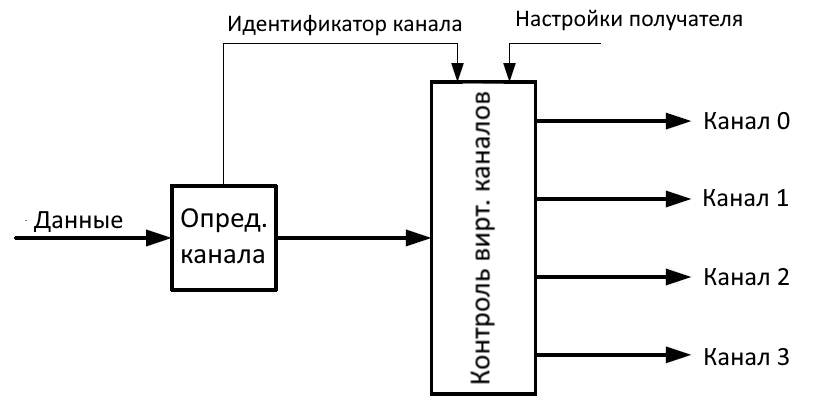 Идентификатор канала
Настройки получателя
Данные
Опред.
канала
Контроль вирт. каналов
Канал 0
Канал 1
Канал 2
Канал 3